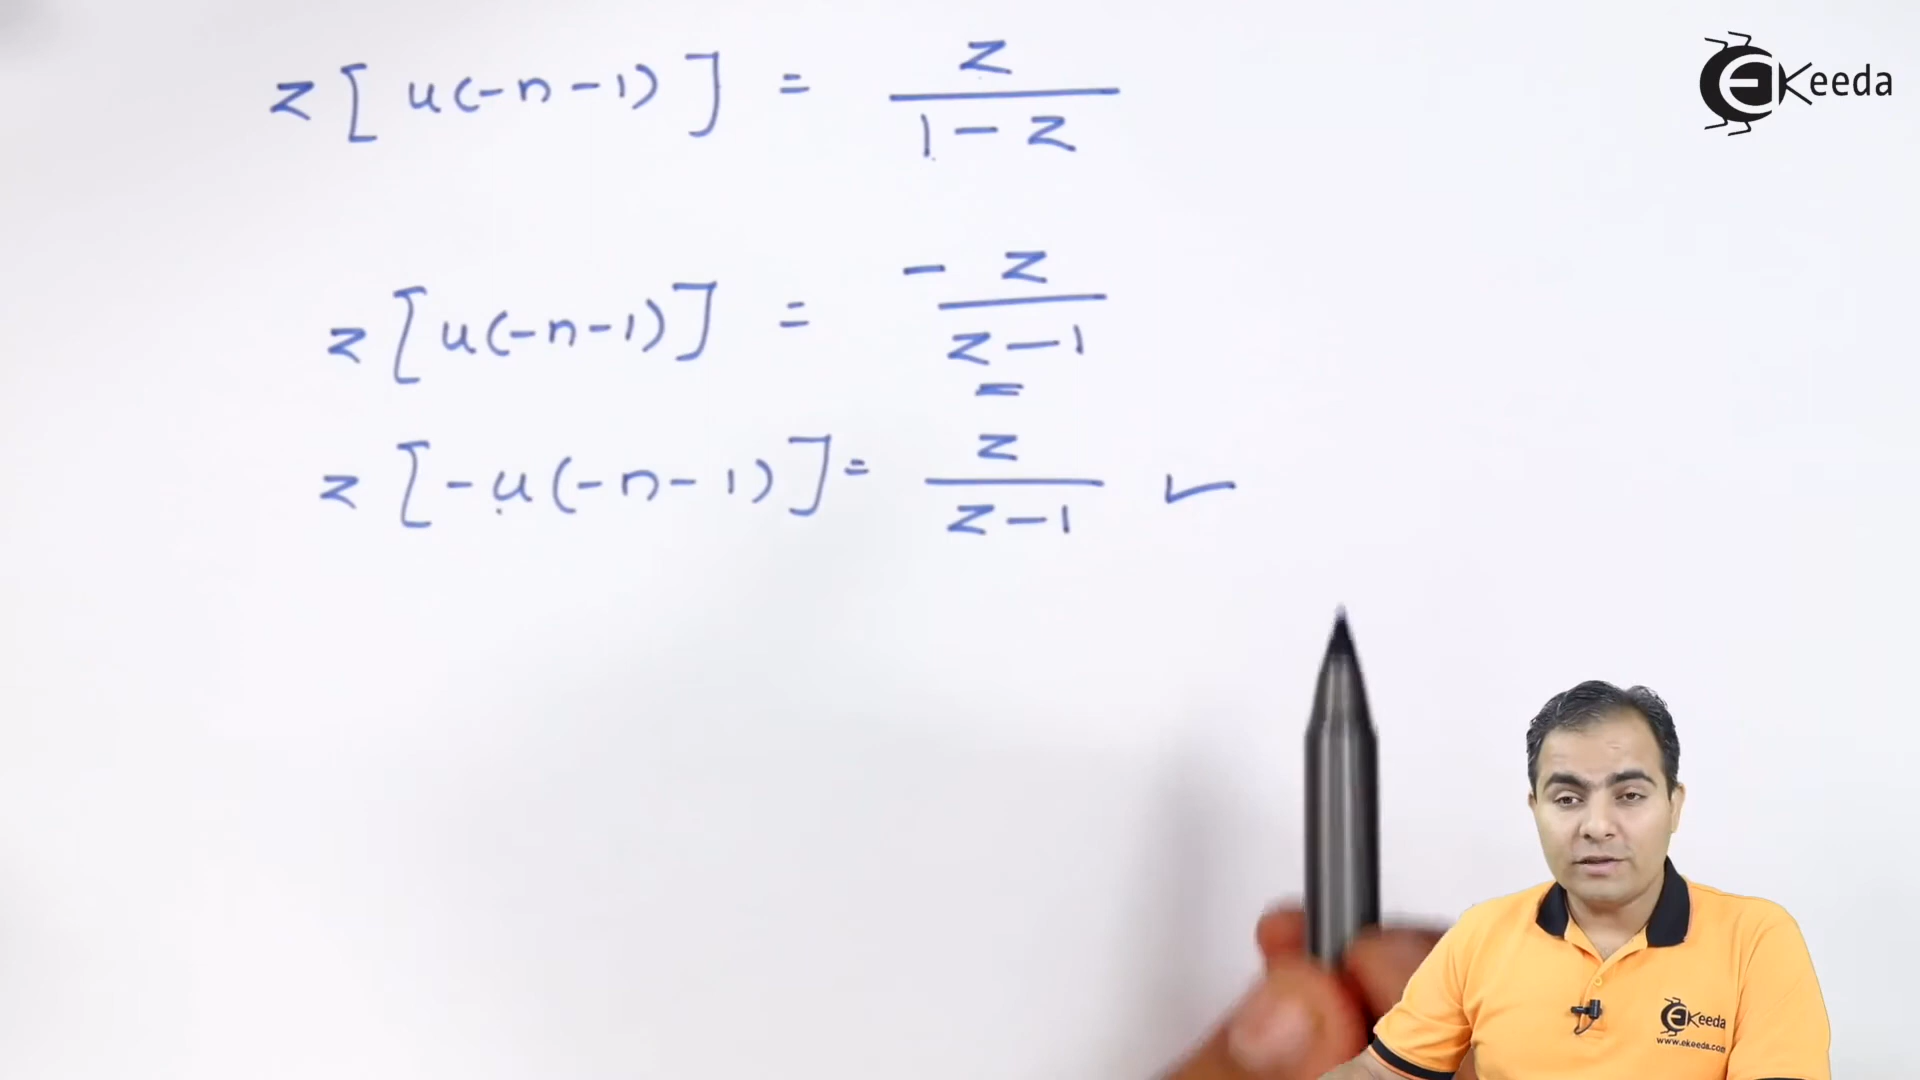 z[u(-n-1)] = z/(1-z)
z[u(-n-1)] = -z/(z-1)
=
z[-u(-n-1)] = z/(z-1) ✓
EKeeda
EKeeda
www.ekeeda.com